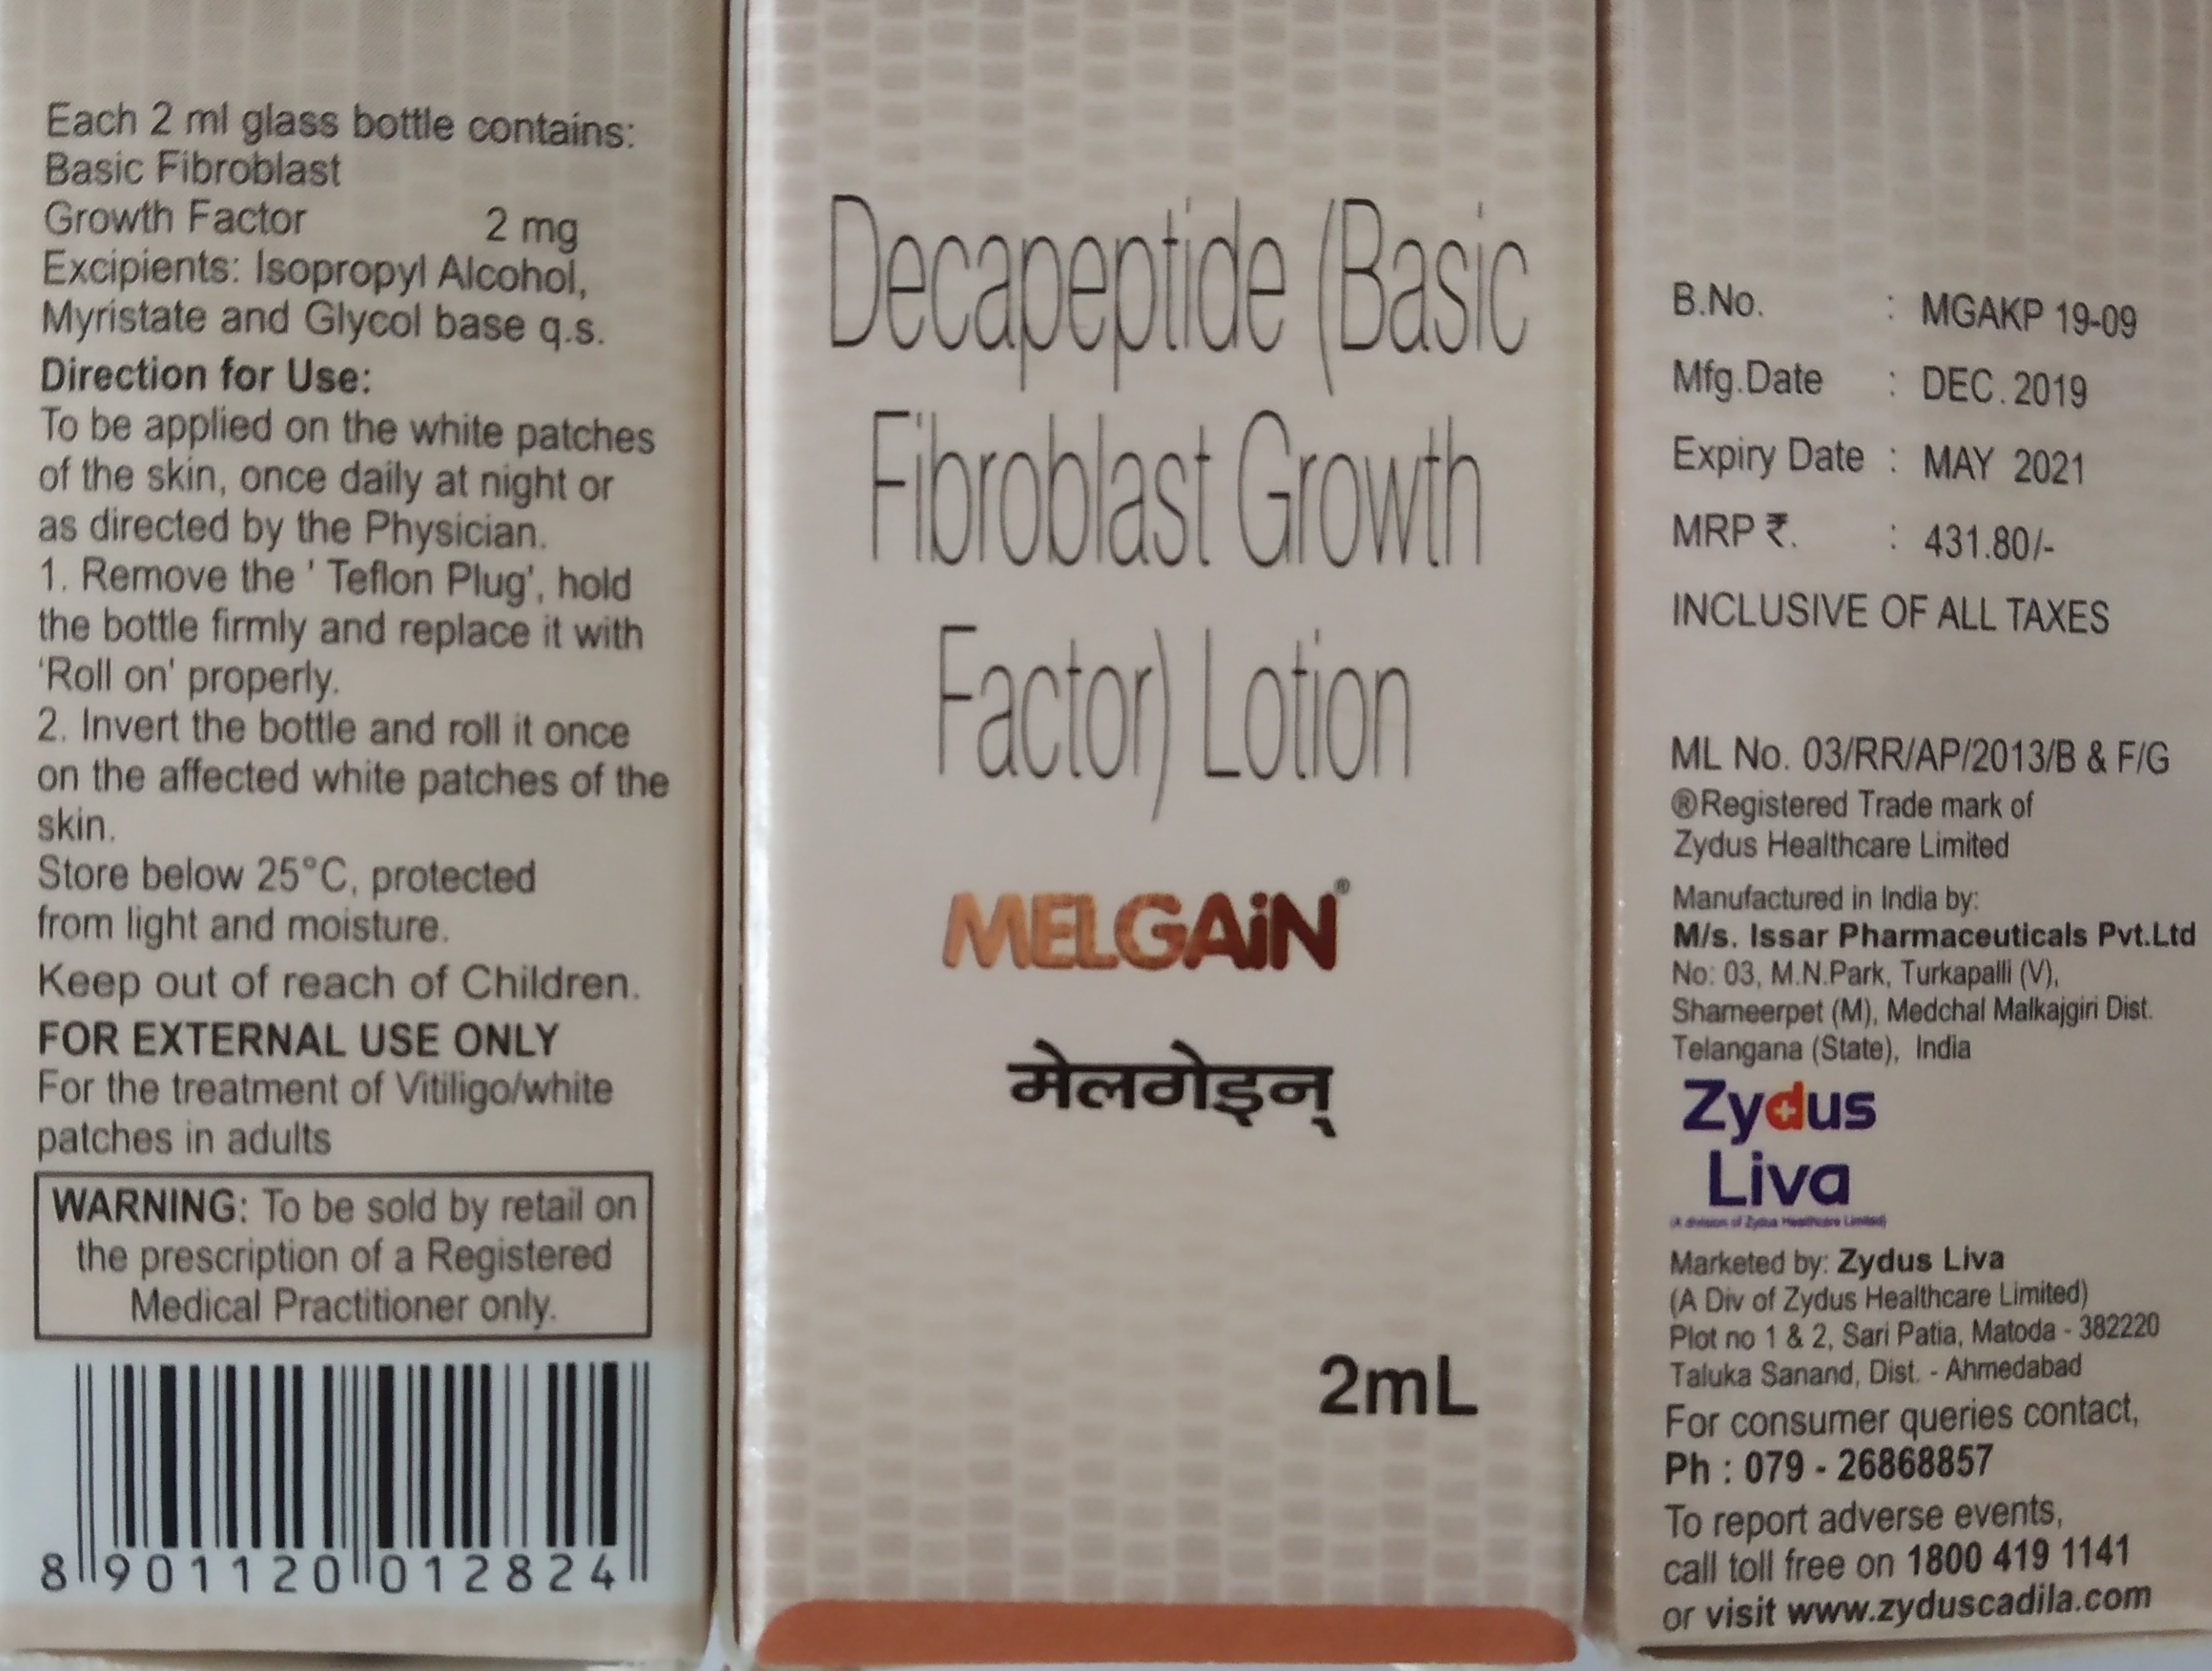 Each 2 ml glass bottle contains:
Basic Fibroblast
Growth Factor 2 mg
Excipients: Isopropyl Alcohol,
Myristate and Glycol base q.s.
Direction for Use:
To be applied on the white patches
of the skin, once daily at night or
as directed by the Physician.
1. Remove the ' Teflon Plug', hold
the bottle firmly and replace it with
‘Roll on' properly.
2. Invert the bottle and roll it once
on the affected white patches of the
skin.
Store below 25°C, protected
from light and moisture.
Keep out of reach of Children.
FOR EXTERNAL USE ONLY
For the treatment of Vitiligo/white
patches in adults
WARNING: To be sold by retail on
the prescription of a Registered
Medical Practitioner only.
8 901120 012824
Decapeptide (Basic
Fibroblast Growth
Factor) Lotion
MELGAiN®
मेलगेइन्
2mL
B.No. : MGAKP 19-09
Mfg.Date : DEC. 2019
Expiry Date : MAY 2021
MRP ₹. : 431.80/-
INCLUSIVE OF ALL TAXES
ML No. 03/RR/AP/2013/B & F/G
®Registered Trade mark of
Zydus Healthcare Limited
Manufactured in India by:
M/s. Issar Pharmaceuticals Pvt.Ltd
No: 03, M.N.Park, Turkapalli (V),
Shameerpet (M), Medchal Malkajgiri Dist.
Telangana (State), India
Zydus
Liva
(A division of Zydus Healthcare Limited)
Marketed by: Zydus Liva
(A Div of Zydus Healthcare Limited)
Plot no 1 & 2, Sari Patia, Matoda - 382220
Taluka Sanand, Dist. - Ahmedabad
For consumer queries contact,
Ph : 079 - 26868857
To report adverse events,
call toll free on 1800 419 1141
or visit www.zyduscadila.com